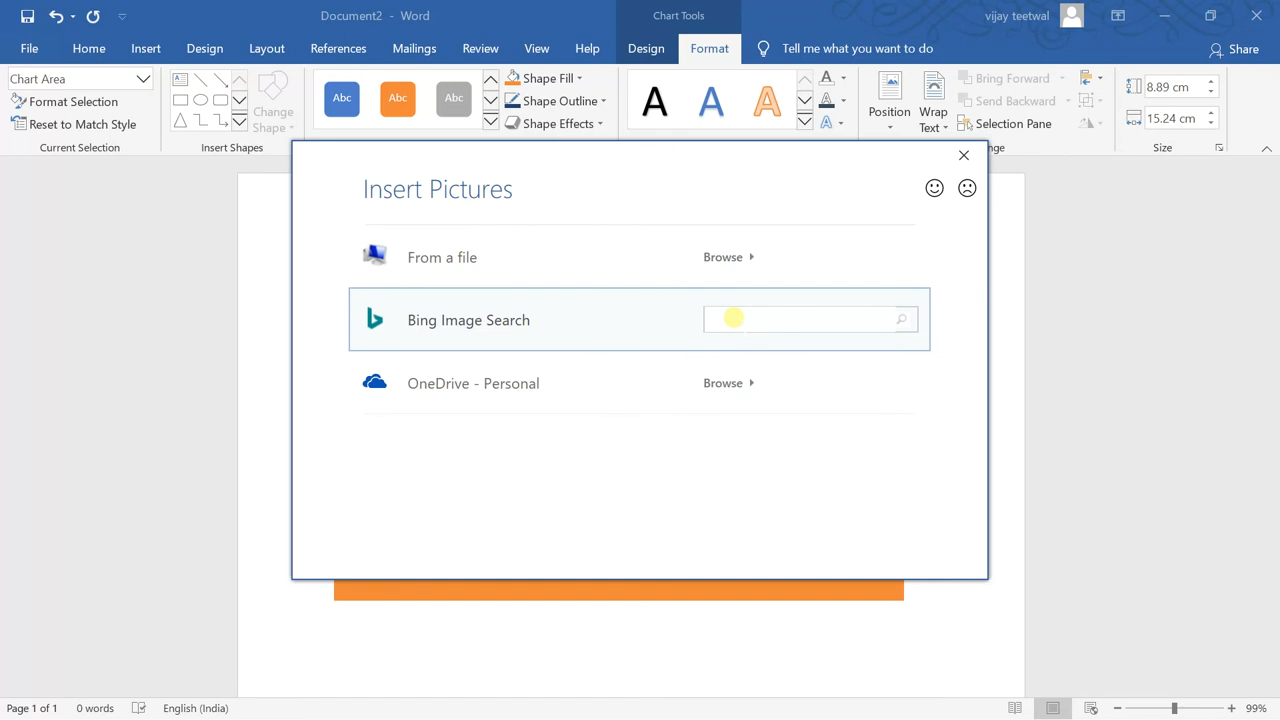 Document2 - Word
Chart Tools
vijay teetwal
File
Home
Insert
Design
Layout
References
Mailings
Review
View
Help
Design
Format
Tell me what you want to do
Share
Chart Area
Format Selection
Reset to Match Style
Current Selection
Change
Shape
Insert Shapes
Abc
Abc
Abc
Shape Fill
Shape Outline
Shape Effects
A
A
A
A
A
A
Position
Wrap
Text
Bring Forward
Send Backward
Selection Pane
nge
8.89 cm
15.24 cm
Size
Insert Pictures
From a file
Browse
Bing Image Search
OneDrive - Personal
Browse
Page 1 of 1
0 words
English (India)
99%